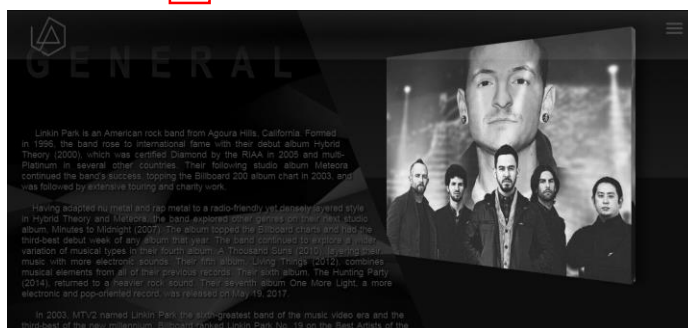 GENERAL
Linkin Park is an American rock band from Agoura Hills, California. Formed
in 1996, the band rose to international fame with their debut album Hybrid
Theory (2000), which was certified Diamond by the RIAA in 2005 and multi-
Platinum in several other countries. Their following studio album Meteora
continued the band's success, topping the Billboard 200 album chart in 2003, and
was followed by extensive touring and charity work.
Having adapted nu metal and rap metal to a radio-friendly yet densely layered style
in Hybrid Theory and Meteora, the band explored other genres on their next studio
album, Minutes to Midnight (2007). The album topped the Billboard charts and had the
third-best debut week of any album that year. The band continued to explore a wider
variation of musical types in their fourth album, A Thousand Suns (2010), layering their
music with more electronic sounds. Their fifth album, Living Things (2012), combines
musical elements from all of their previous records. Their sixth album, The Hunting Party
(2014), returned to a heavier rock sound. Their seventh album One More Light, a more
electronic and pop-oriented record, was released on May 19, 2017.
In 2003, MTV2 named Linkin Park the sixth-greatest band of the music video era and the
third-best of the new millennium. Billboard ranked Linkin Park No. 19 on the Best Artists of the